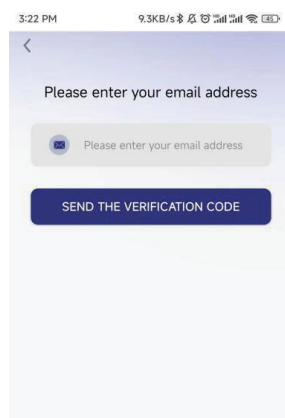 3:22 PM 9.3KB/s 45
Please enter your email address
Please enter your email address
SEND THE VERIFICATION CODE